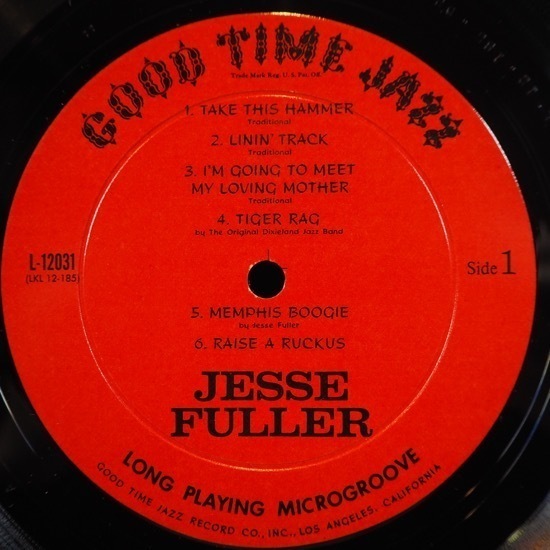 GOOD TIME JAZZ
Trade Mark Reg. U. S. Pat. Off.
1. TAKE THIS HAMMER
Traditional
2. LININ' TRACK
Traditional
3. I'M GOING TO MEET
MY LOVING MOTHER
Traditional
4. TIGER RAG
by The Original Dixieland Jazz Band
L-12031
(LKL 12-185)
Side 1
5. MEMPHIS BOOGIE
by Jesse Fuller
6. RAISE A RUCKUS
JESSE
FULLER
LONG PLAYING MICROGROOVE
GOOD TIME JAZZ RECORD CO., INC., LOS ANGELES, CALIFORNIA